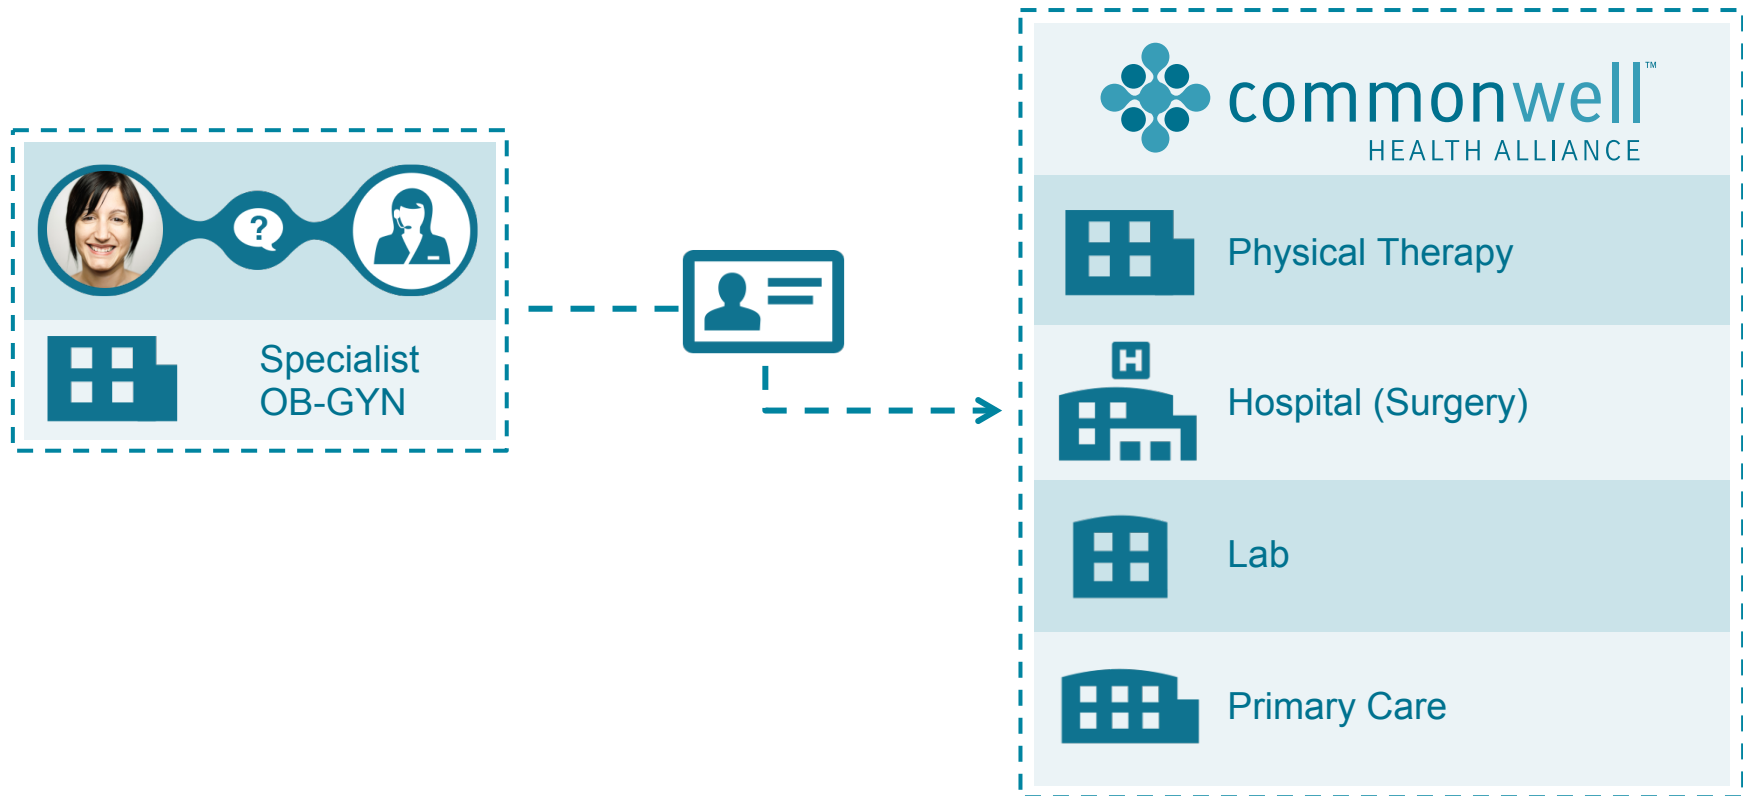 commonwell™
HEALTH ALLIANCE
?
Specialist
OB-GYN
Physical Therapy
H
Hospital (Surgery)
Lab
Primary Care